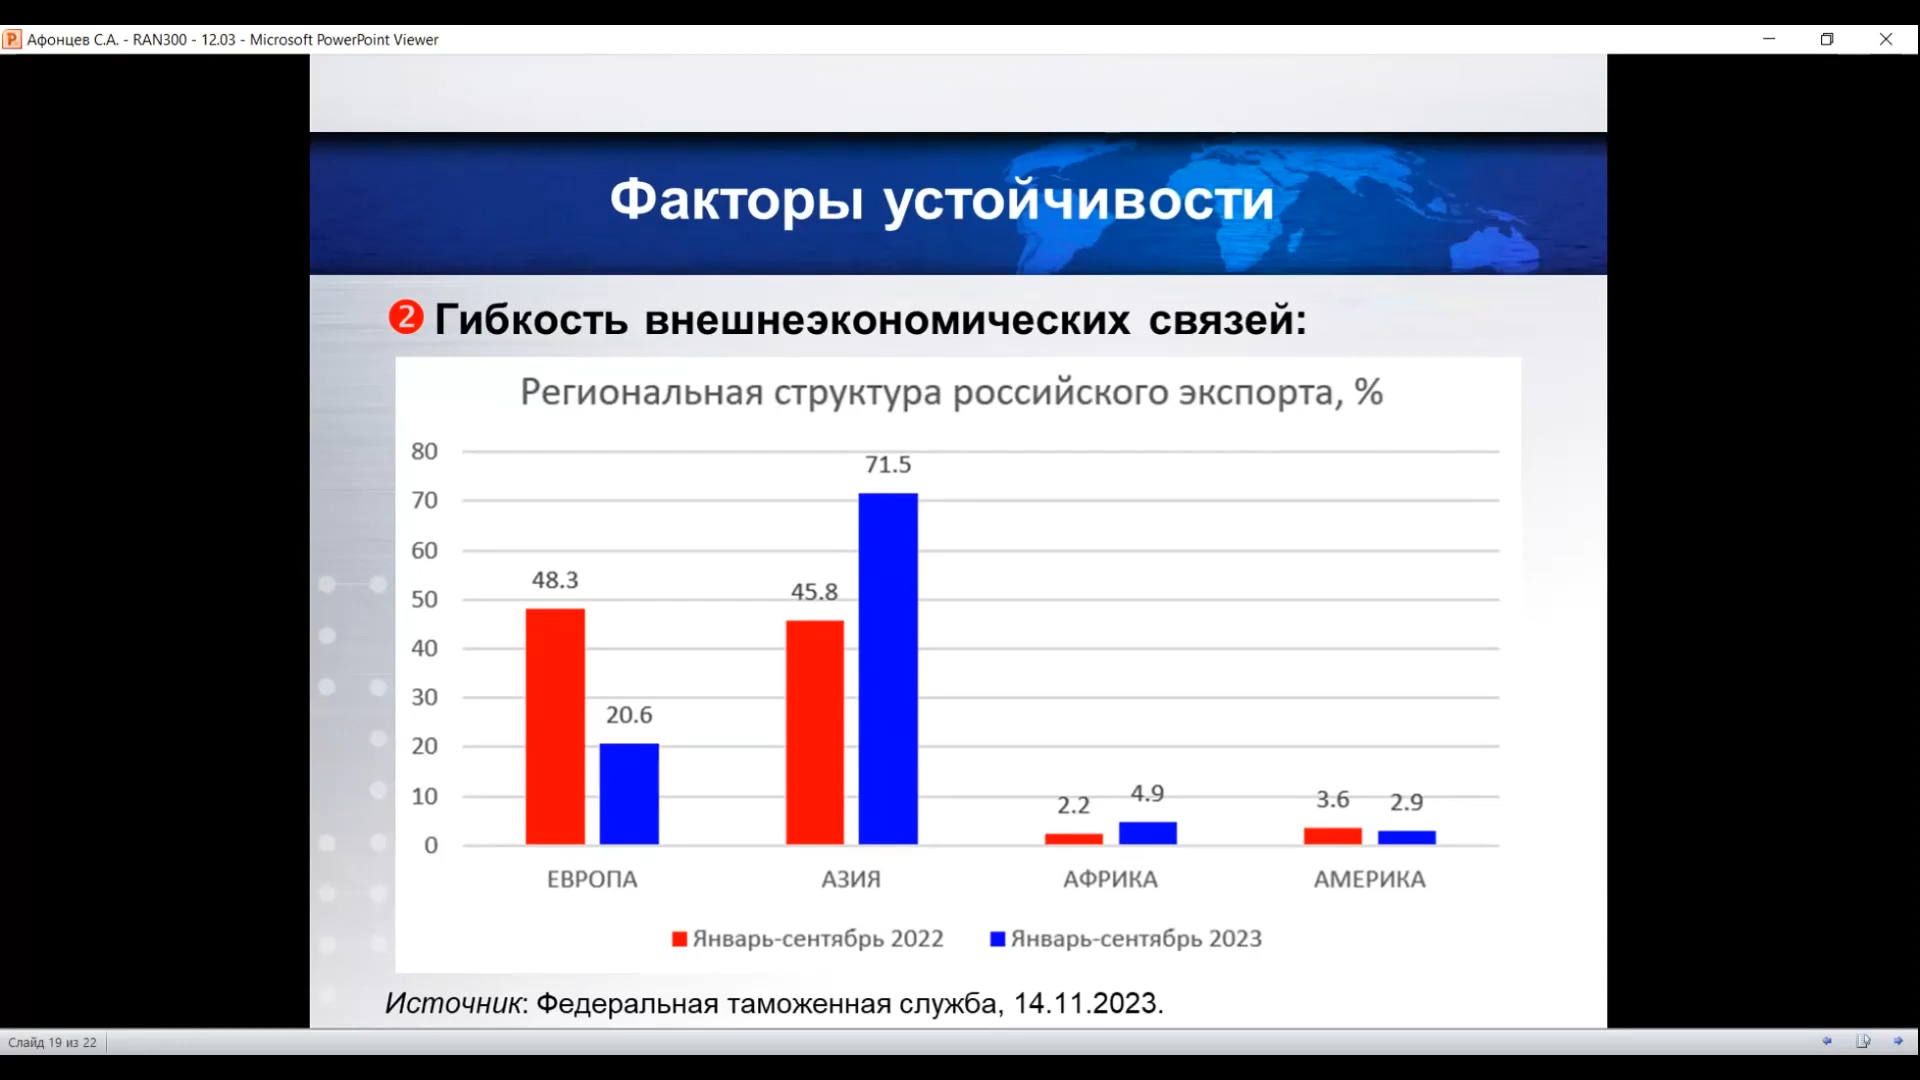 Афонцев С.А. - RAN300 - 12.03 - Microsoft PowerPoint Viewer
Факторы устойчивости
❷ Гибкость внешнеэкономических связей:
Региональная структура российского экспорта, %
80
70
60
50
40
30
20
10
0
48.3
20.6
45.8
71.5
2.2
4.9
3.6
2.9
ЕВРОПА
АЗИЯ
АФРИКА
АМЕРИКА
Январь-сентябрь 2022
Январь-сентябрь 2023
Источник: Федеральная таможенная служба, 14.11.2023.
Слайд 19 из 22